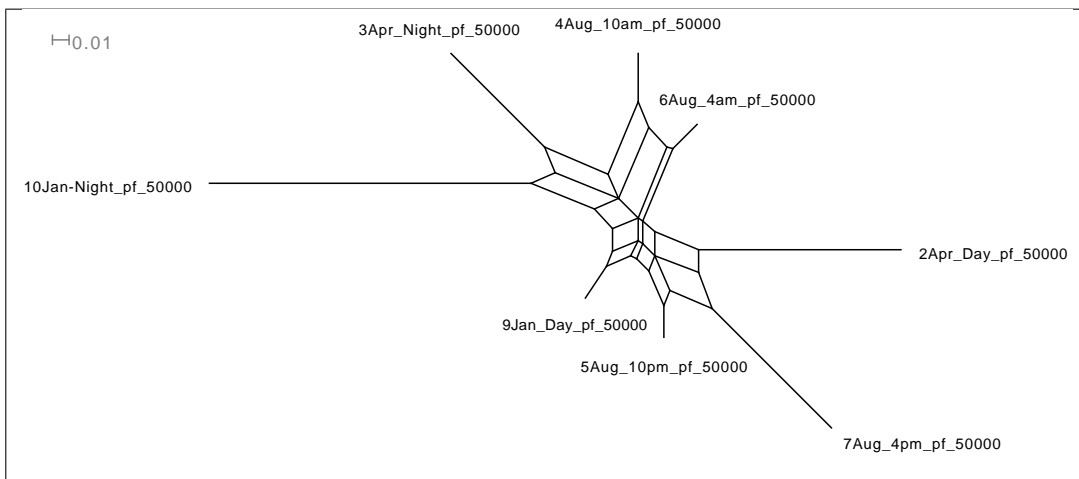 3Apr_Night_pf_50000
4Aug_10am_pf_50000
0.01
6Aug_4am_pf_50000
10Jan-Night_pf_50000
2Apr_Day_pf_50000
9Jan_Day_pf_50000
5Aug_10pm_pf_50000
7Aug_4pm_pf_50000